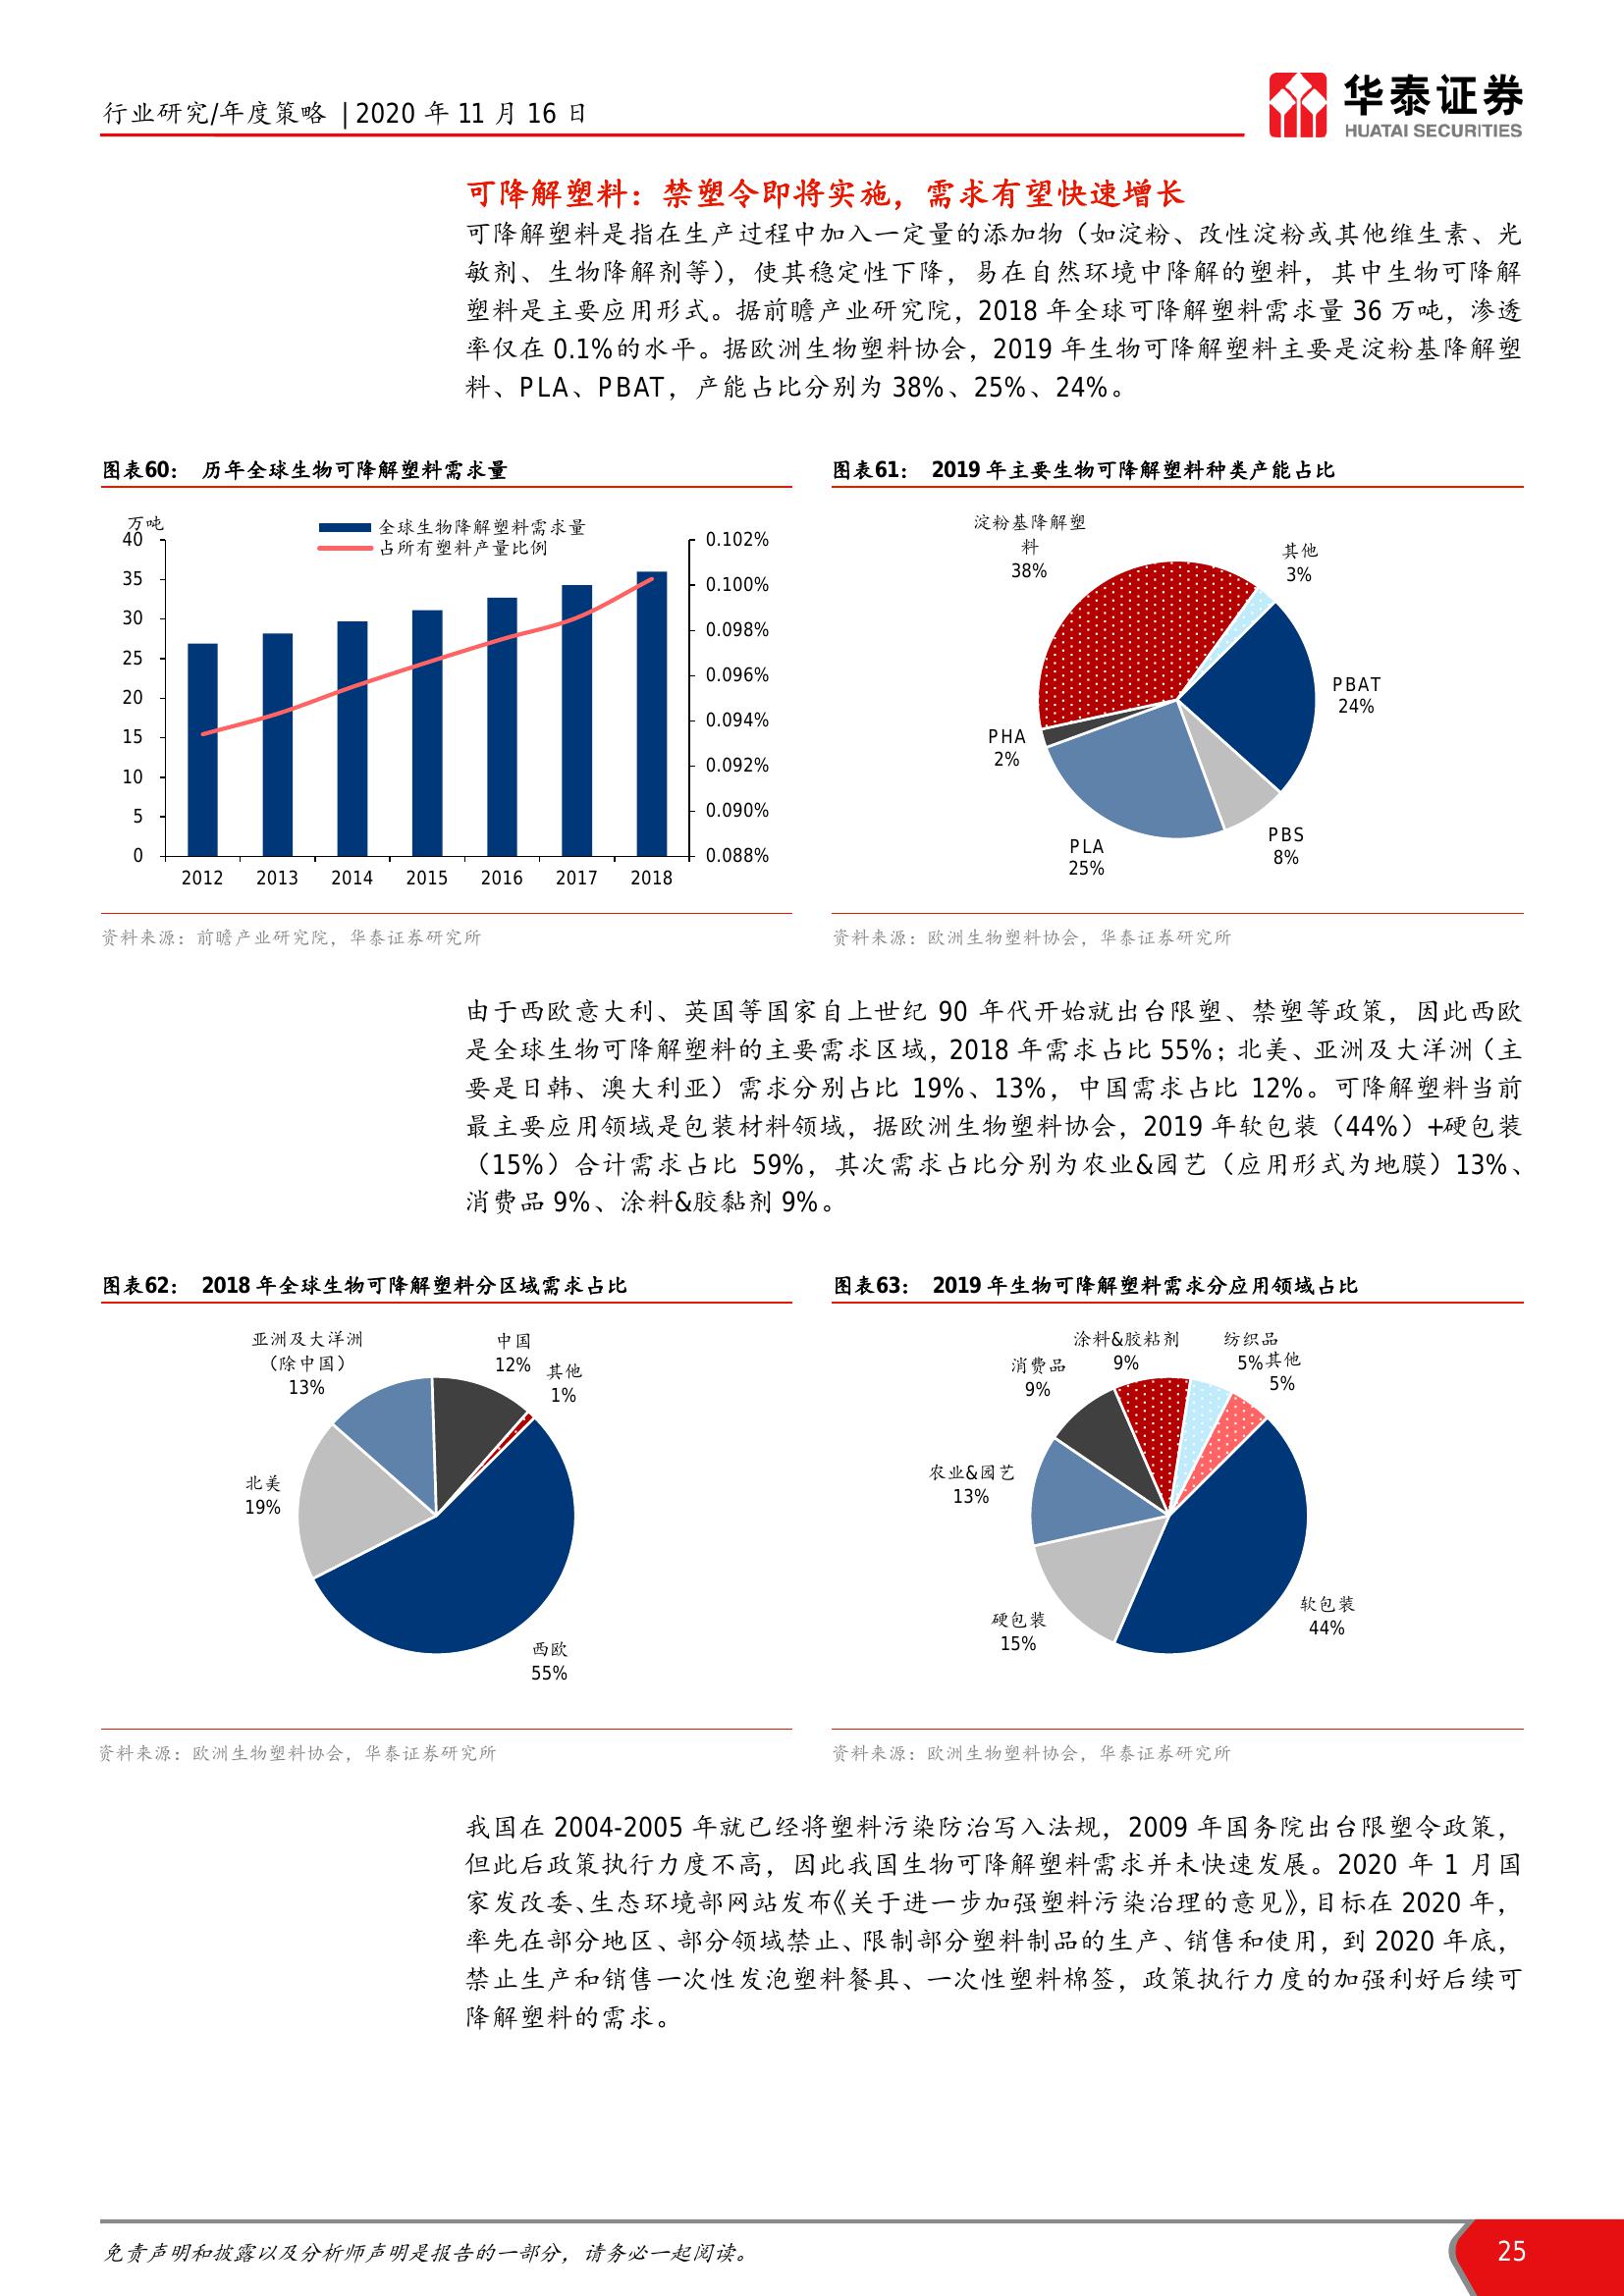 行业研究/年度策略 | 2020 年 11 月 16 日
华泰证券
HUATAI SECURITIES
可降解塑料：禁塑令即将实施，需求有望快速增长
可降解塑料是指在生产过程中加入一定量的添加物（如淀粉、改性淀粉或其他维生素、光
敏剂、生物降解剂等），使其稳定性下降，易在自然环境中降解的塑料，其中生物可降解
塑料是主要应用形式。据前瞻产业研究院，2018 年全球可降解塑料需求量 36 万吨，渗透
率仅在 0.1%的水平。据欧洲生物塑料协会，2019 年生物可降解塑料主要是淀粉基降解塑
料、PLA、PBAT，产能占比分别为 38%、25%、24%。
图表60： 历年全球生物可降解塑料需求量
万吨
全球生物降解塑料需求量
占所有塑料产量比例
40
35
30
25
20
15
10
5
0
0.102%
0.100%
0.098%
0.096%
0.094%
0.092%
0.090%
0.088%
2012 2013 2014 2015 2016 2017 2018
资料来源：前瞻产业研究院，华泰证券研究所
图表61： 2019 年主要生物可降解塑料种类产能占比
淀粉基降解塑
料
38%
其他
3%
PBAT
24%
PHA
2%
PLA
25%
PBS
8%
资料来源：欧洲生物塑料协会，华泰证券研究所
由于西欧意大利、英国等国家自上世纪 90 年代开始就出台限塑、禁塑等政策，因此西欧
是全球生物可降解塑料的主要需求区域，2018 年需求占比 55%；北美、亚洲及大洋洲（主
要是日韩、澳大利亚）需求分别占比 19%、13%，中国需求占比 12%。可降解塑料当前
最主要应用领域是包装材料领域，据欧洲生物塑料协会，2019 年软包装（44%）+硬包装
（15%）合计需求占比 59%，其次需求占比分别为农业&园艺（应用形式为地膜）13%、
消费品 9%、涂料&胶黏剂 9%。
图表62： 2018 年全球生物可降解塑料分区域需求占比
亚洲及大洋洲
（除中国）
13%
中国
12%
其他
1%
北美
19%
西欧
55%
资料来源：欧洲生物塑料协会，华泰证券研究所
图表63： 2019 年生物可降解塑料需求分应用领域占比
涂料&胶粘剂
9%
纺织品
5%
其他
5%
消费品
9%
农业&园艺
13%
硬包装
15%
软包装
44%
资料来源：欧洲生物塑料协会，华泰证券研究所
我国在 2004-2005 年就已经将塑料污染防治写入法规，2009 年国务院出台限塑令政策，
但此后政策执行力度不高，因此我国生物可降解塑料需求并未快速发展。2020 年 1 月国
家发改委、生态环境部网站发布《关于进一步加强塑料污染治理的意见》，目标在 2020 年，
率先在部分地区、部分领域禁止、限制部分塑料制品的生产、销售和使用，到 2020 年底，
禁止生产和销售一次性发泡塑料餐具、一次性塑料棉签，政策执行力度的加强利好后续可
降解塑料的需求。
免责声明和披露以及分析师声明是报告的一部分，请务必一起阅读。
25